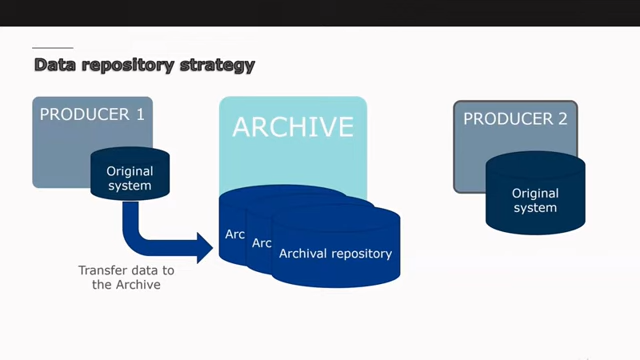 Data repository strategy
PRODUCER 1
Original
system
Transfer data to
the Archive
ARCHIVE
Arc
Arc
Archival repository
PRODUCER 2
Original
system